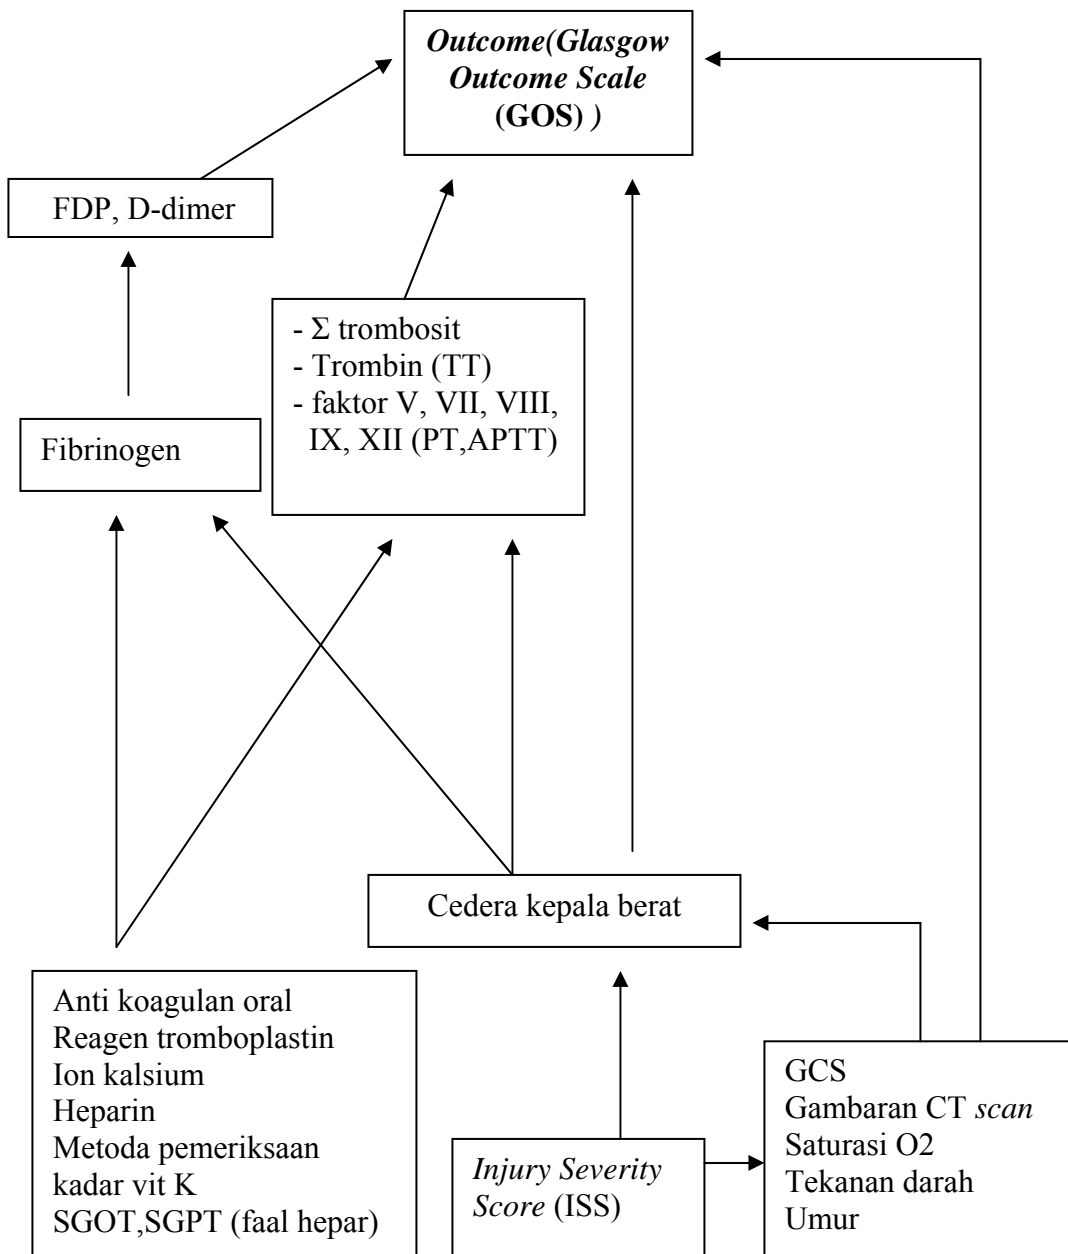 Outcome(Glasgow
Outcome Scale
(GOS) )
FDP, D-dimer
- Σ trombosit
- Trombin (TT)
- faktor V, VII, VIII,
IX, XII (PT,APTT)
Fibrinogen
Cedera kepala berat
Anti koagulan oral
Reagen tromboplastin
Ion kalsium
Heparin
Metoda pemeriksaan
kadar vit K
SGOT,SGPT (faal hepar)
Injury Severity
Score (ISS)
GCS
Gambaran CT scan
Saturasi O2
Tekanan darah
Umur